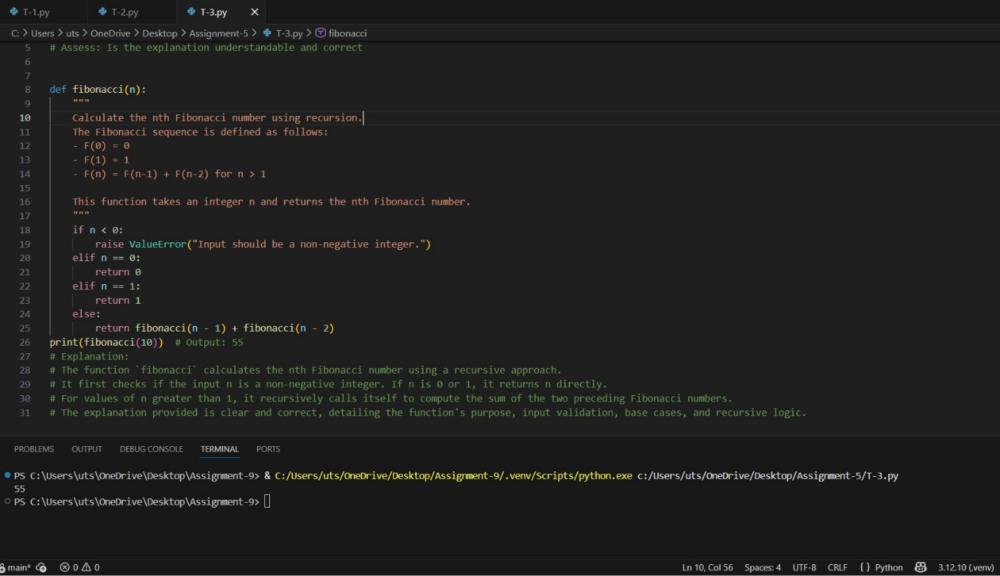 T-1.py T-2.py T-3.py
C: > Users > uts > OneDrive > Desktop > Assignment-5 > T-3.py > fibonacci
5 # Assess: Is the explanation understandable and correct
6
7
8 def fibonacci(n):
9     """
10     Calculate the nth Fibonacci number using recursion.
11     The Fibonacci sequence is defined as follows:
12     - F(0) = 0
13     - F(1) = 1
14     - F(n) = F(n-1) + F(n-2) for n > 1
15
16     This function takes an integer n and returns the nth Fibonacci number.
17     """
18     if n < 0:
19         raise ValueError("Input should be a non-negative integer.")
20     elif n == 0:
21         return 0
22     elif n == 1:
23         return 1
24     else:
25         return fibonacci(n - 1) + fibonacci(n - 2)
26 print(fibonacci(10))  # Output: 55
27 # Explanation:
28 # The function `fibonacci` calculates the nth Fibonacci number using a recursive approach.
29 # It first checks if the input n is a non-negative integer. If n is 0 or 1, it returns n directly.
30 # For values of n greater than 1, it recursively calls itself to compute the sum of the two preceding Fibonacci numbers.
31 # The explanation provided is clear and correct, detailing the function's purpose, input validation, base cases, and recursive logic.
PROBLEMS OUTPUT DEBUG CONSOLE TERMINAL PORTS
PS C:\Users\uts\OneDrive\Desktop\Assignment-9> & C:/Users/uts/OneDrive/Desktop/Assignment-9/.venv/Scripts/python.exe c:/Users/uts/OneDrive/Desktop/Assignment-5/T-3.py
55
PS C:\Users\uts\OneDrive\Desktop\Assignment-9>
main* 0 0 Ln 10, Col 56 Spaces: 4 UTF-8 CRLF {} Python 3.12.10 (.venv)